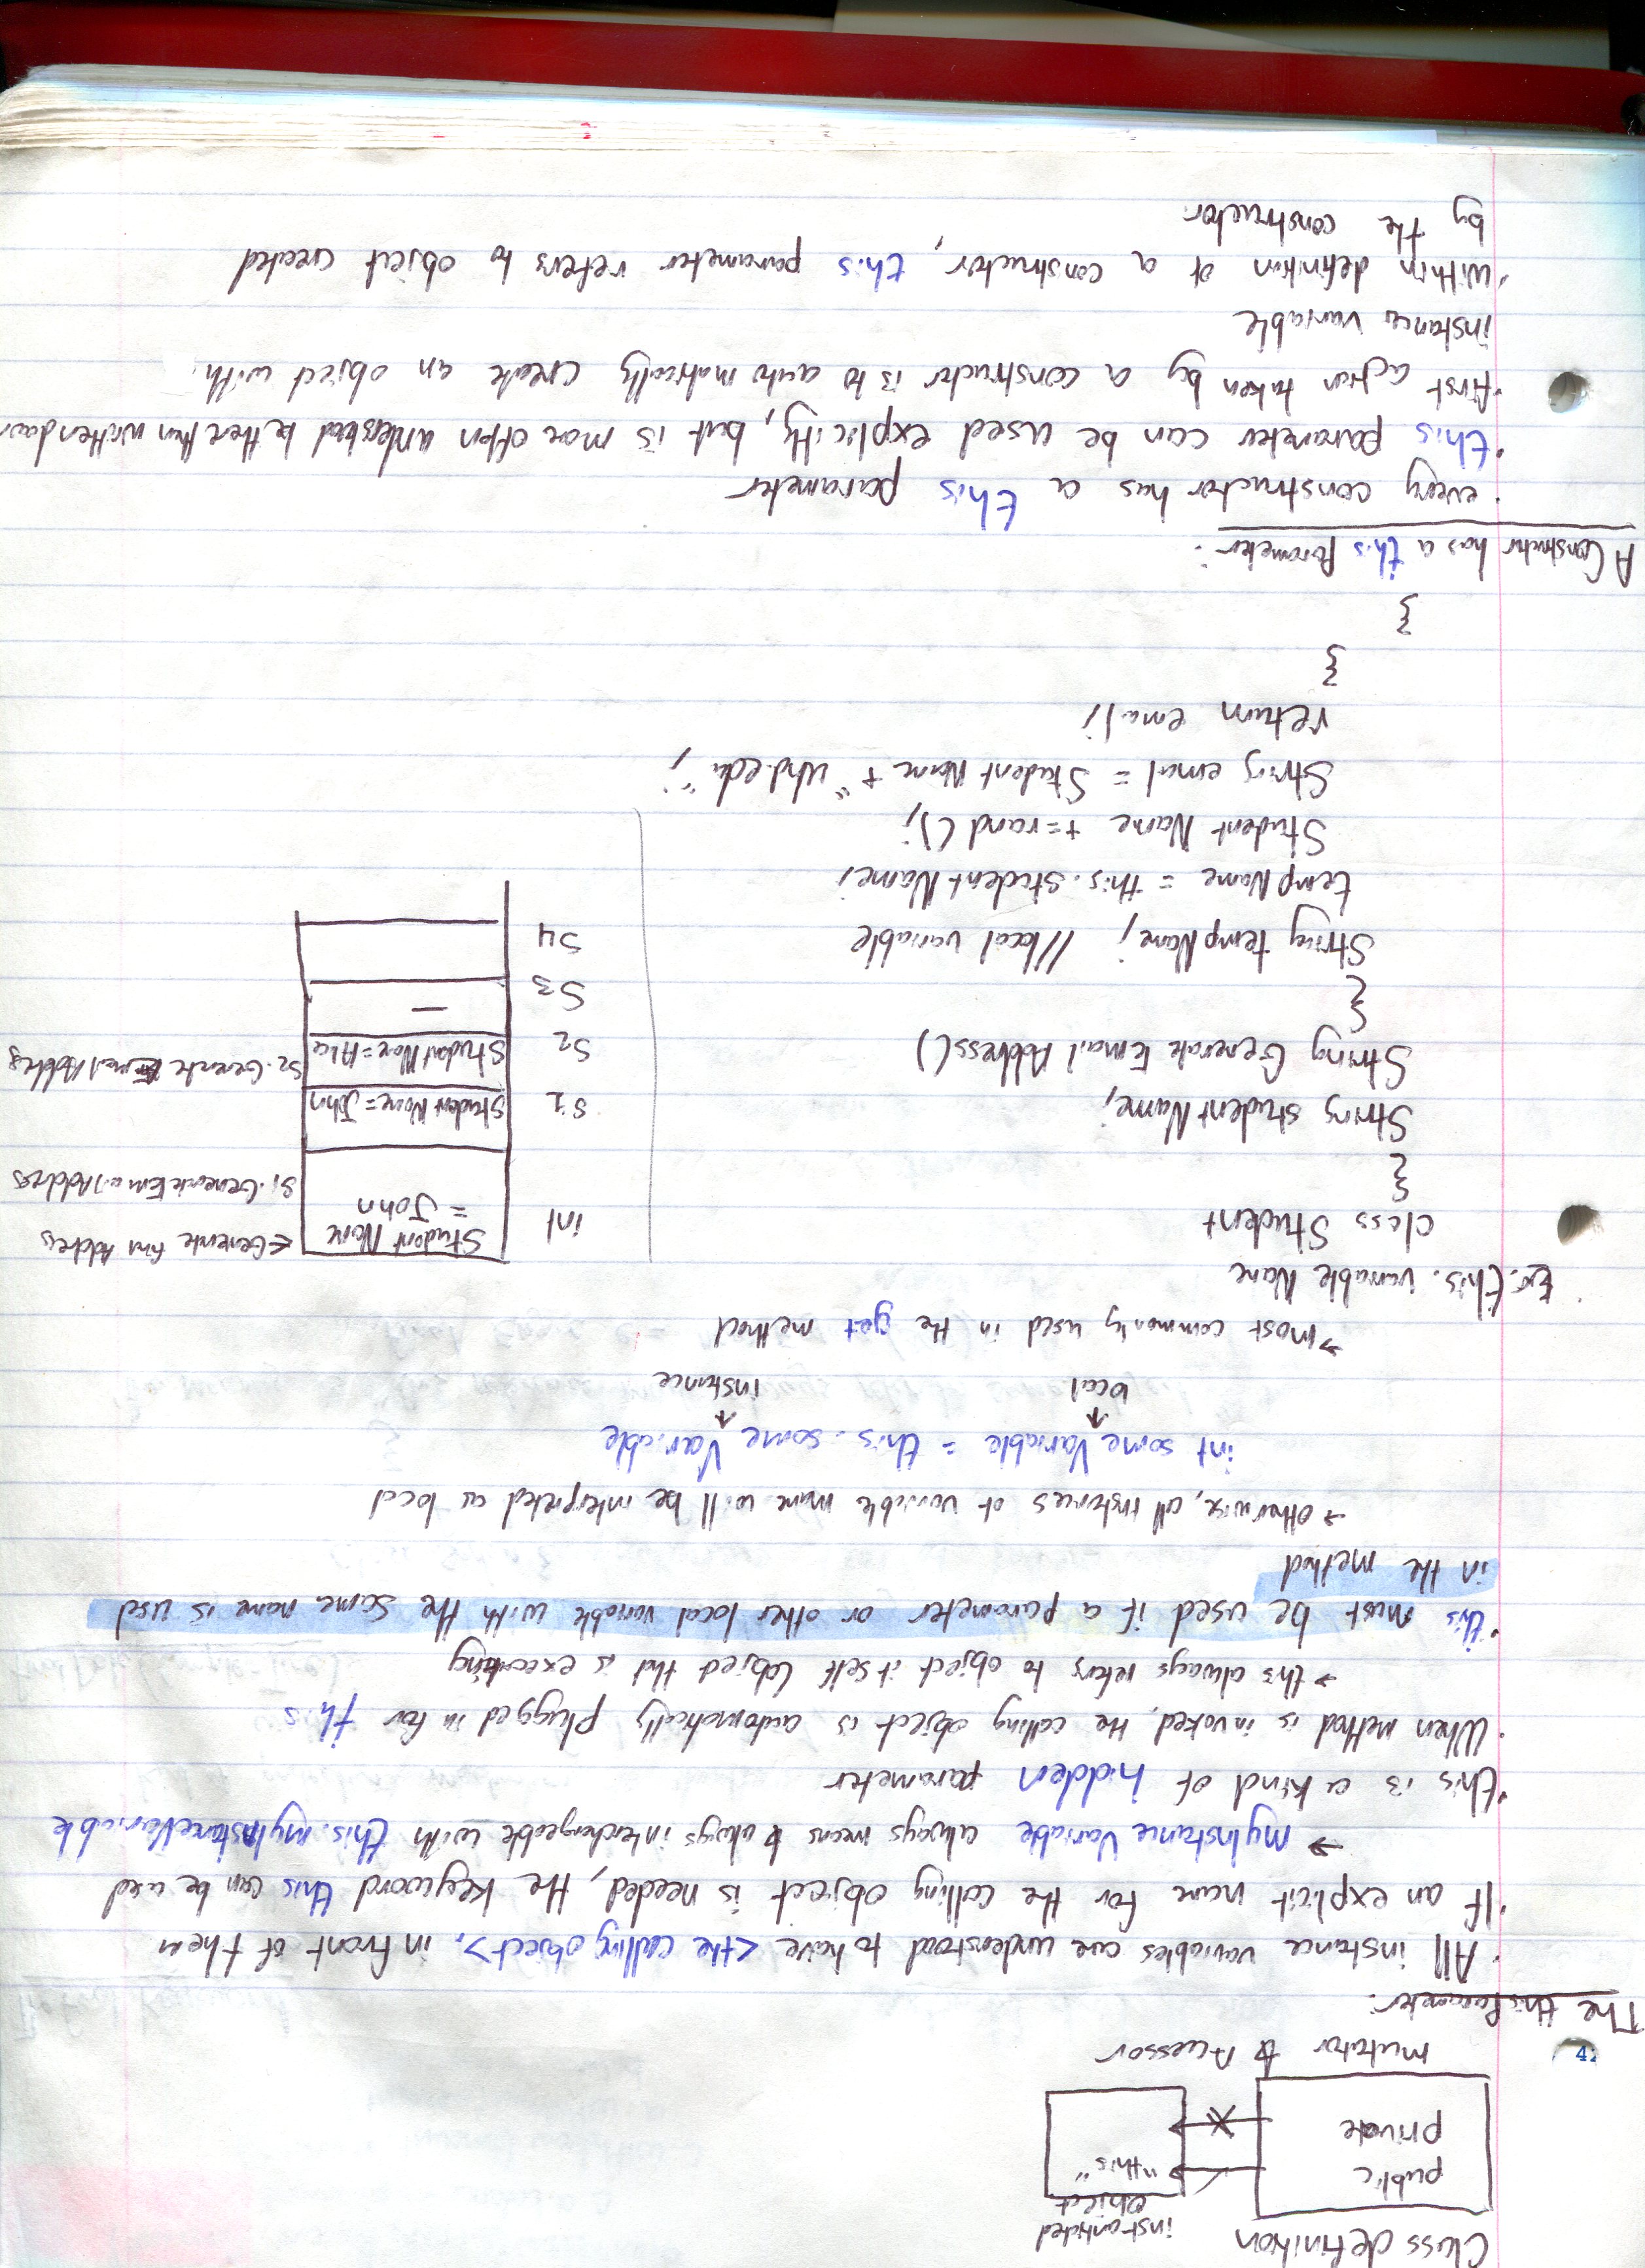 Class definition
instantiated
object
public
private
"this"
mutator & Accessor
42
The this Parameter:
• All instance variables are understood to have <the calling object>. in front of them
• If an explicit name for the calling object is needed, the keyword this can be used
→ myInstance Variable always means & always interchangeable with this.myInstanceVariable
• this is a kind of hidden parameter
• When method is invoked, the calling object is automatically plugged in for this
→ this always refers to object itself (object that is executing
• this must be used if a parameter or other local variable with the same name is used
in the method
→ otherwise, all instances of variable name will be interpreted as local
int some Variable = this. some Variable
local
instance
→ most commonly used in the get method
Ex. this. variable Name
class Student
{
String studentName;
String Generate Email Address()
{
String tempName; //local variable
tempName = this. studentName;
Student Name += rand();
String email = Student Name + "uhd.edu";
return email;
}
}
int
Student Name
= John
← Generate Address
S1. GenerateEmailAddres
S1
Student Name = John
S2
Student Name =
S2. Generate Email Address
S3
—
S4
A Constructor has a this Parameter:
• every constructor has a this parameter
• this parameter can be used explicitly, but is more often understood better than written down
• first action taken by a constructor is to automatically create an object with
instance variable
• within definition of a constructor, this parameter refers to object created
by the constructor